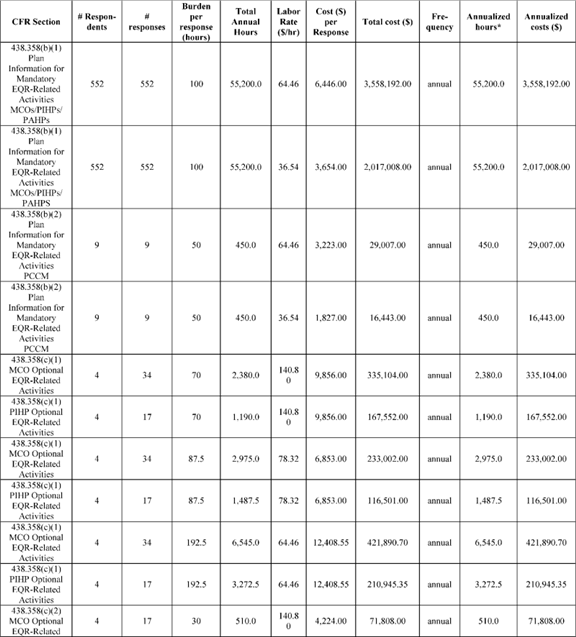 CFR Section # Respon-dents # responses Burden per response (hours) Total Annual Hours Labor Rate ($/hr) Cost ($) per Response Total cost ($) Fre-quency Annualized hours* Annualized costs ($)
438.358(b)(1)
Plan
Information for
Mandatory
EQR-Related
Activities
MCOs/PIHPs/
PAHPs
552 552 100 55,200.0 64.46 6,446.00 3,558,192.00 annual 55,200.0 3,558,192.00
438.358(b)(1)
Plan
Information for
Mandatory
EQR-Related
Activities
MCOs/PIHPs/
PAHPS
552 552 100 55,200.0 36.54 3,654.00 2,017,008.00 annual 55,200.0 2,017,008.00
438.358(b)(2)
Plan
Information for
Mandatory
EQR-Related
Activities
PCCM
9 9 50 450.0 64.46 3,223.00 29,007.00 annual 450.0 29,007.00
438.358(b)(2)
Plan
Information for
Mandatory
EQR-Related
Activities
PCCM
9 9 50 450.0 36.54 1,827.00 16,443.00 annual 450.0 16,443.00
438.358(c)(1)
MCO Optional
EQR-Related
Activities
4 34 70 2,380.0 140.80 9,856.00 335,104.00 annual 2,380.0 335,104.00
438.358(c)(1)
PIHP Optional
EQR-Related
Activities
4 17 70 1,190.0 140.80 9,856.00 167,552.00 annual 1,190.0 167,552.00
438.358(c)(1)
MCO Optional
EQR-Related
Activities
4 34 87.5 2,975.0 78.32 6,853.00 233,002.00 annual 2,975.0 233,002.00
438.358(c)(1)
PIHP Optional
EQR-Related
Activities
4 17 87.5 1,487.5 78.32 6,853.00 116,501.00 annual 1,487.5 116,501.00
438.358(c)(1)
MCO Optional
EQR-Related
Activities
4 34 192.5 6,545.0 64.46 12,408.55 421,890.70 annual 6,545.0 421,890.70
438.358(c)(1)
PIHP Optional
EQR-Related
Activities
4 17 192.5 3,272.5 64.46 12,408.55 210,945.35 annual 3,272.5 210,945.35
438.358(c)(2)
MCO Optional
EQR-Related
4 17 30 510.0 140.80 4,224.00 71,808.00 annual 510.0 71,808.00